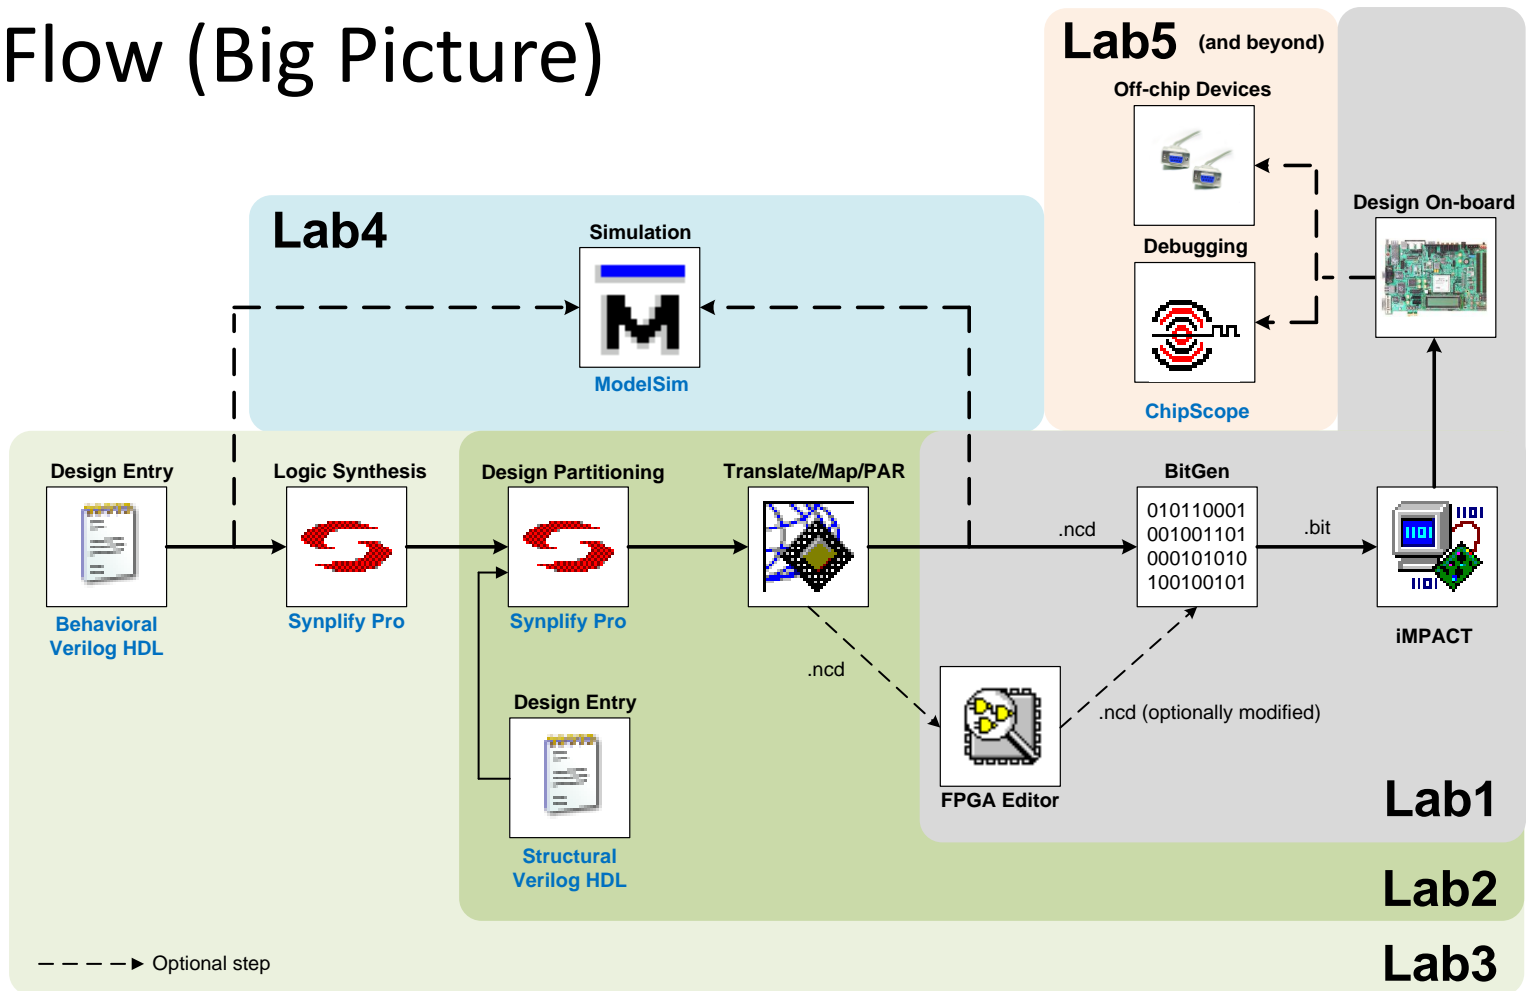 Flow (Big Picture)
Lab5 (and beyond)
Off-chip Devices
Debugging
ChipScope
Design On-board
Lab4
Simulation
ModelSim
Design Entry
Behavioral
Verilog HDL
Logic Synthesis
Synplify Pro
Design Partitioning
Synplify Pro
Translate/Map/PAR
.ncd
BitGen
010110001
001001101
000101010
100100101
.bit
1101
1101
1101
iMPACT
.ncd
FPGA Editor
.ncd (optionally modified)
Design Entry
Structural
Verilog HDL
Lab1
Lab2
Lab3
Optional step